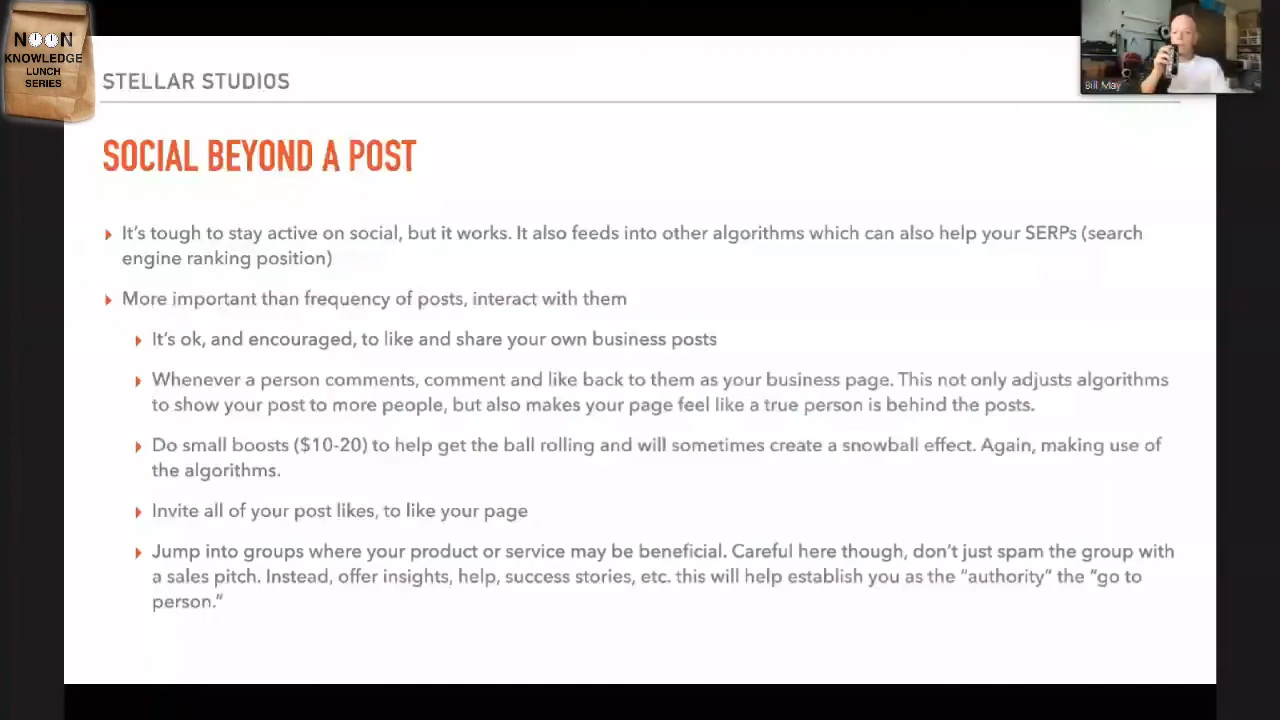 NOON
KNOWLEDGE
LUNCH
SERIES
STELLAR STUDIOS
Bill May
SOCIAL BEYOND A POST
It's tough to stay active on social, but it works. It also feeds into other algorithms which can also help your SERPs (search
engine ranking position)
More important than frequency of posts, interact with them
It's ok, and encouraged, to like and share your own business posts
Whenever a person comments, comment and like back to them as your business page. This not only adjusts algorithms
to show your post to more people, but also makes your page feel like a true person is behind the posts.
Do small boosts ($10-20) to help get the ball rolling and will sometimes create a snowball effect. Again, making use of
the algorithms.
Invite all of your post likes, to like your page
Jump into groups where your product or service may be beneficial. Careful here though, don't just spam the group with
a sales pitch. Instead, offer insights, help, success stories, etc. this will help establish you as the "authority" the "go to
person."